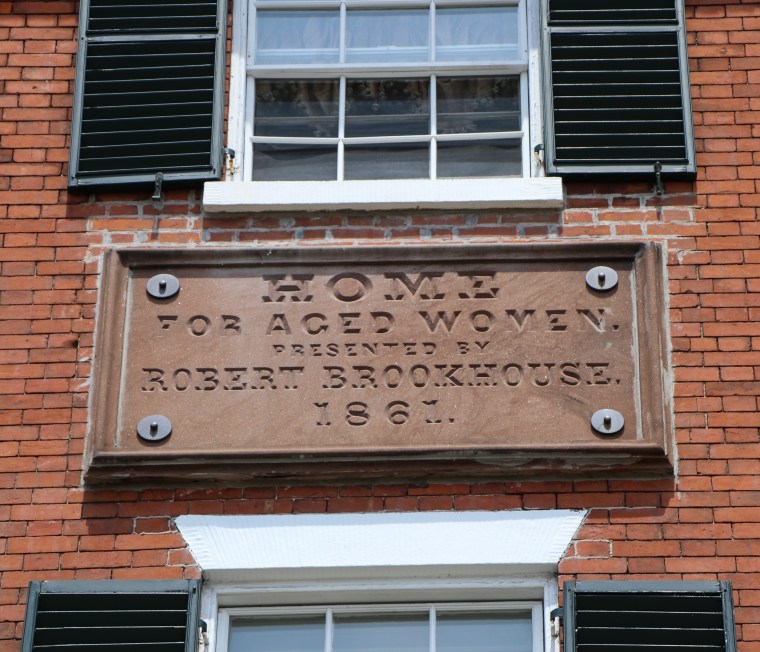 HOME
FOR AGED WOMEN.
PRESENTED BY
ROBERT BROOKHOUSE.
1861.